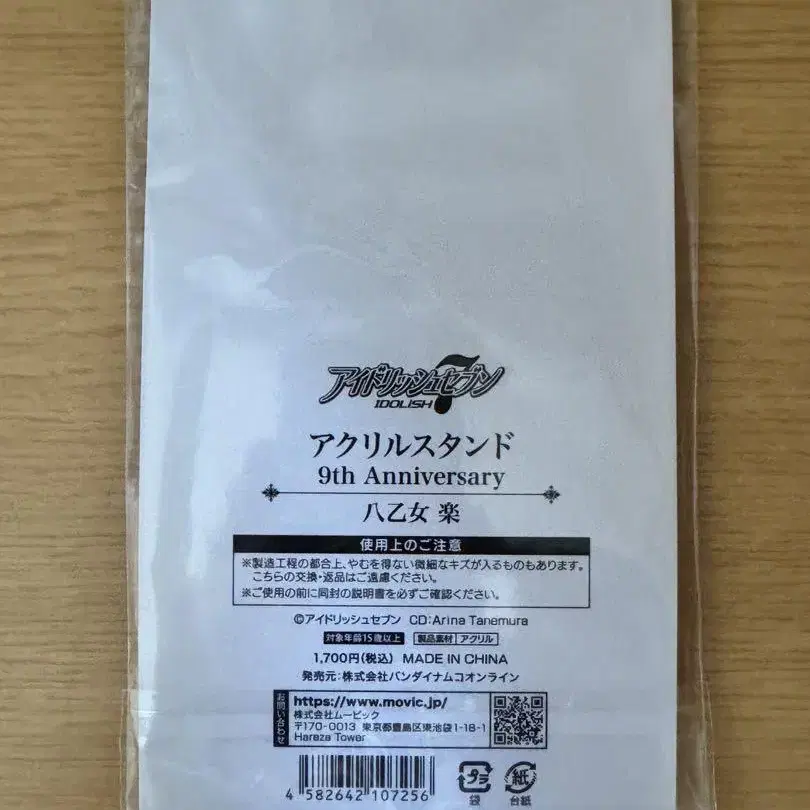 アイドリッシュセブン 7
IDOLiSH
アクリルスタンド
9th Anniversary
八乙女 楽
使用上のご注意
※製造工程の都合上、やむを得ない微細なキズが入るものもあります。
こちらの交換・返品はご遠慮ください。
※ご使用の前に同封の説明書を必ずご確認ください。
©アイドリッシュセブン CD:Arina Tanemura
対象年齢15歳以上 製品素材 アクリル
1,700円(税込) MADE IN CHINA
発売元:株式会社バンダイナムコオンライン
お問い合わせ
https://www.movic.jp/
株式会社ムービック
〒170-0013 東京都豊島区東池袋1-18-1
Hareza Tower
4 582642 107256
プラ 袋
紙 台紙